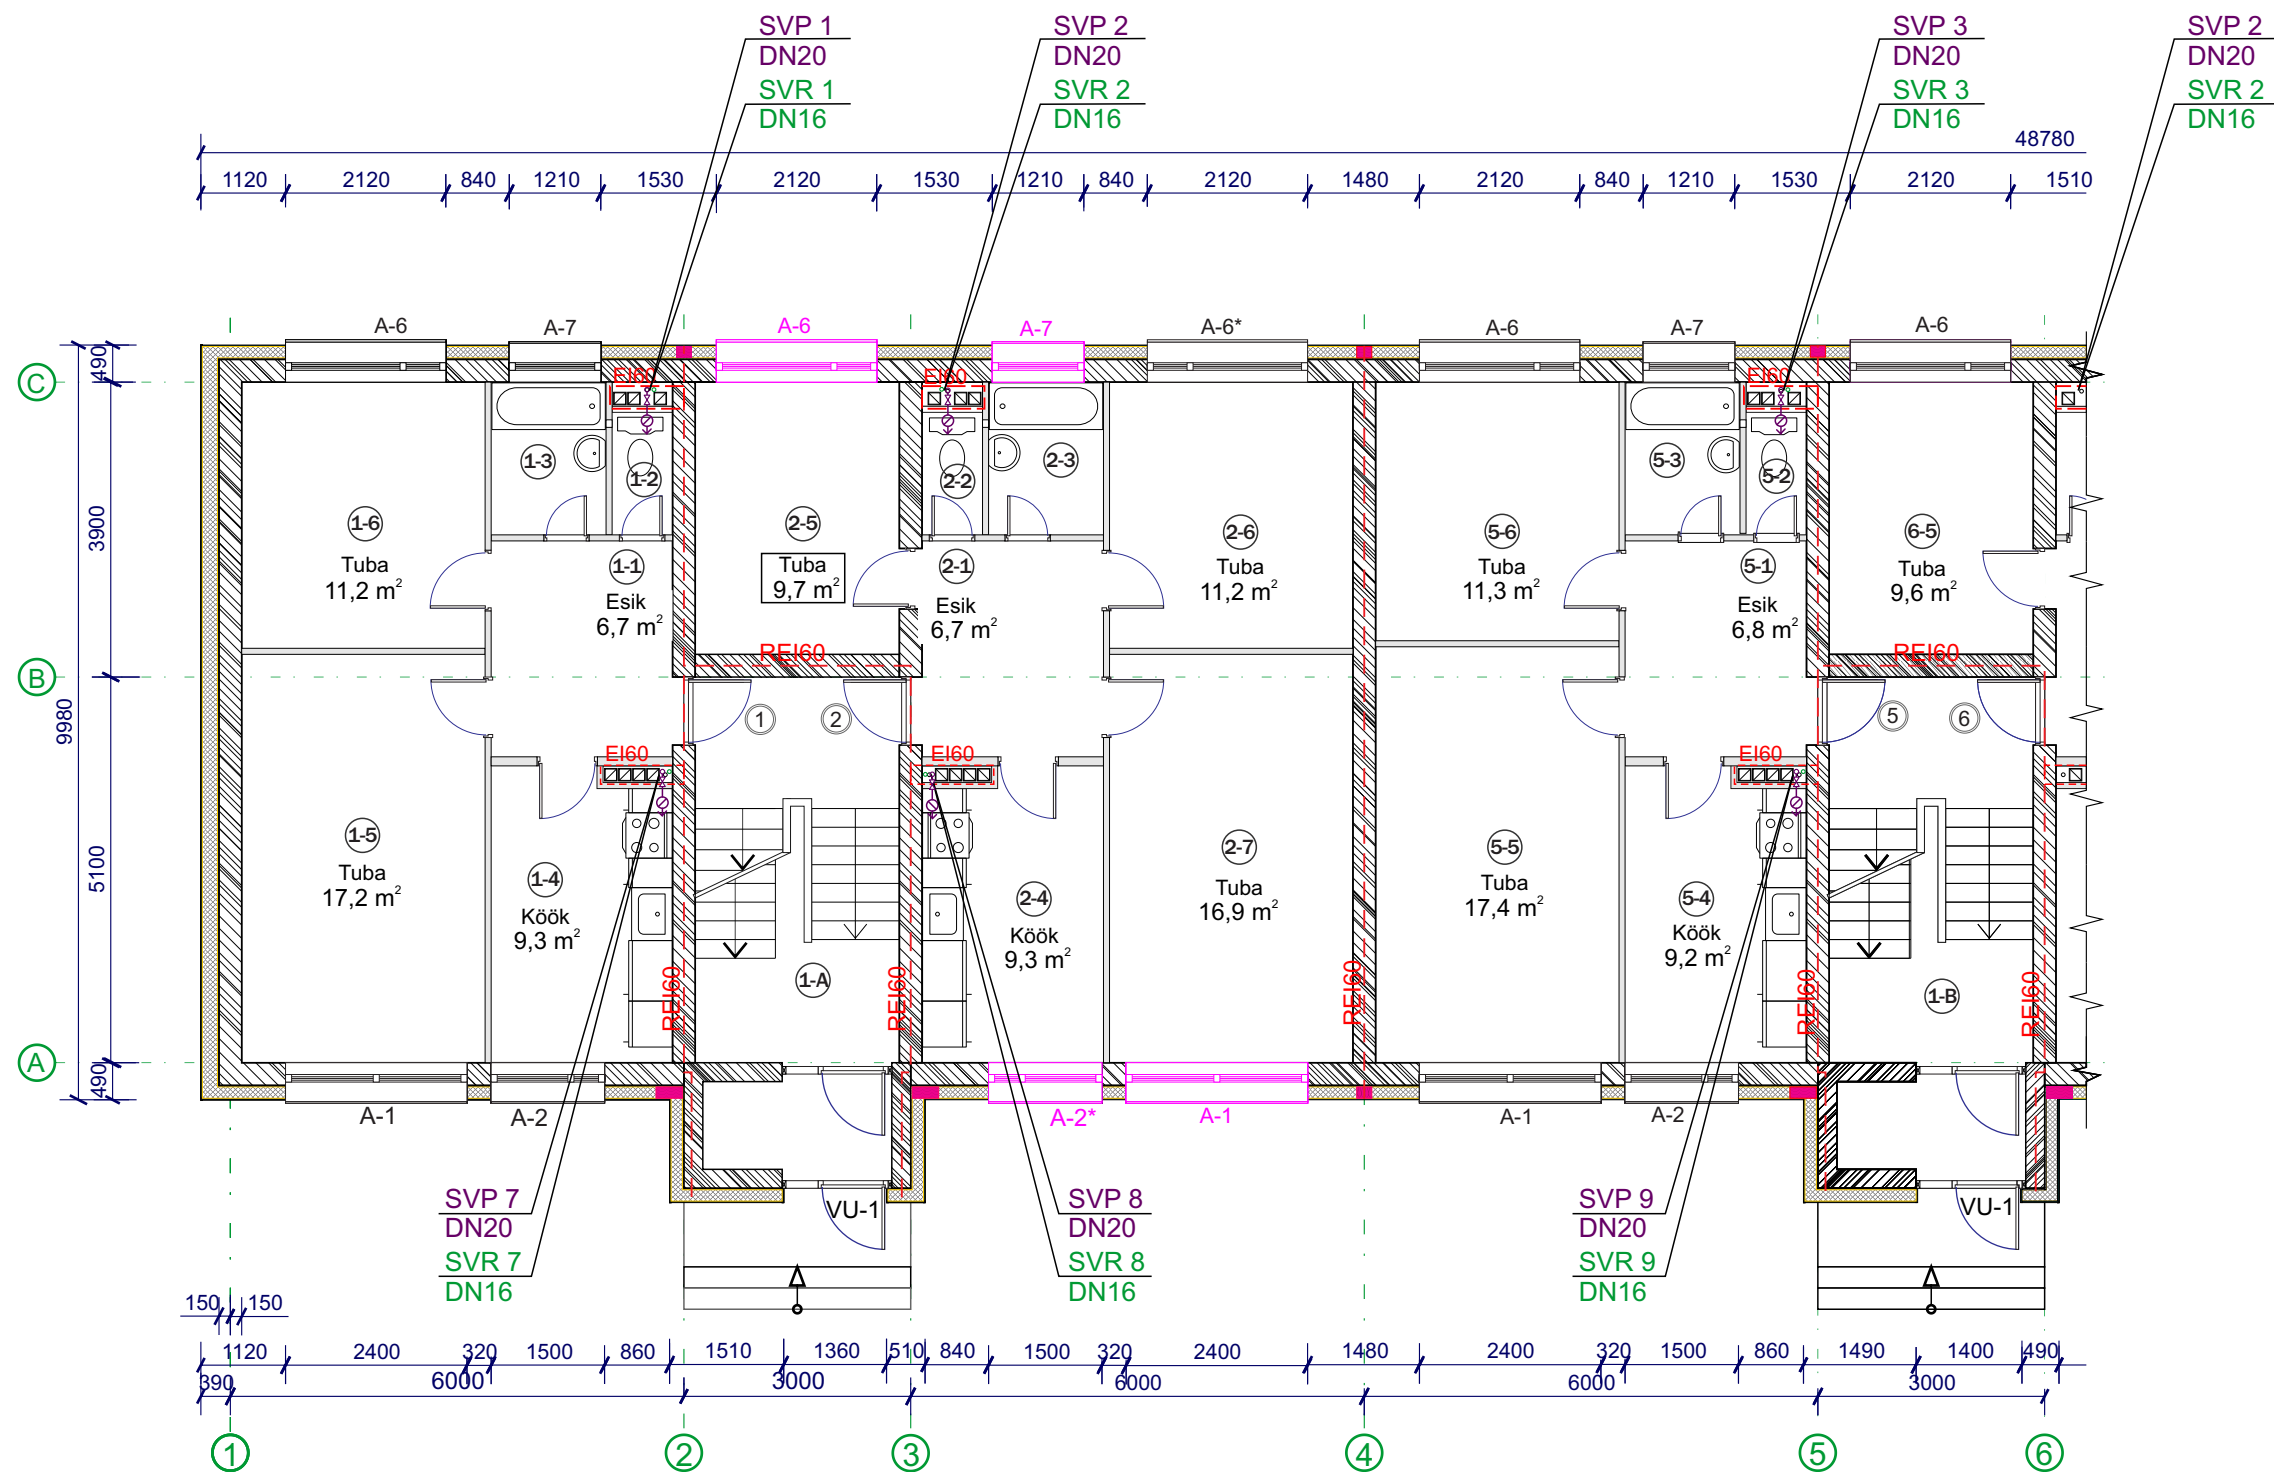 SVP 1
DN20
SVR 1
DN16
SVP 2
DN20
SVR 2
DN16
SVP 3
DN20
SVR 3
DN16
SVP 2
DN20
SVR 2
DN16
48780
1120 2120 840 1210 1530 2120 1530 1210 840 2120 1480 2120 840 1210 1530 2120 1510
A-6 A-7 A-6 A-7 A-6* A-6 A-7 A-6
C
B
A
490
3900
9980
5100
490
EI60 EI60 EI60
1-3 1-2 2-2 2-3 5-3 5-2
1-6
Tuba
11,2 m²
1-1
Esik
6,7 m²
2-5
Tuba
9,7 m²
2-1
Esik
6,7 m²
2-6
Tuba
11,2 m²
5-6
Tuba
11,3 m²
5-1
Esik
6,8 m²
6-5
Tuba
9,6 m²
REI60 REI60
1 2 5 6
EI60 EI60 EI60
1-5
Tuba
17,2 m²
1-4
Köök
9,3 m²
2-4
Köök
9,3 m²
2-7
Tuba
16,9 m²
5-5
Tuba
17,4 m²
5-4
Köök
9,2 m²
1-A 1-B
REI60 REI60 REI60 REI60 REI60
A-1 A-2 A-2* A-1 A-1 A-2
VU-1 VU-1
SVP 7
DN20
SVR 7
DN16
SVP 8
DN20
SVR 8
DN16
SVP 9
DN20
SVR 9
DN16
150 150
1120 2400 320 1500 860 1510 1360 510 840 1500 320 2400 1480 2400 320 1500 860 1490 1400 490
390 6000 3000 6000 6000 3000
1 2 3 4 5 6